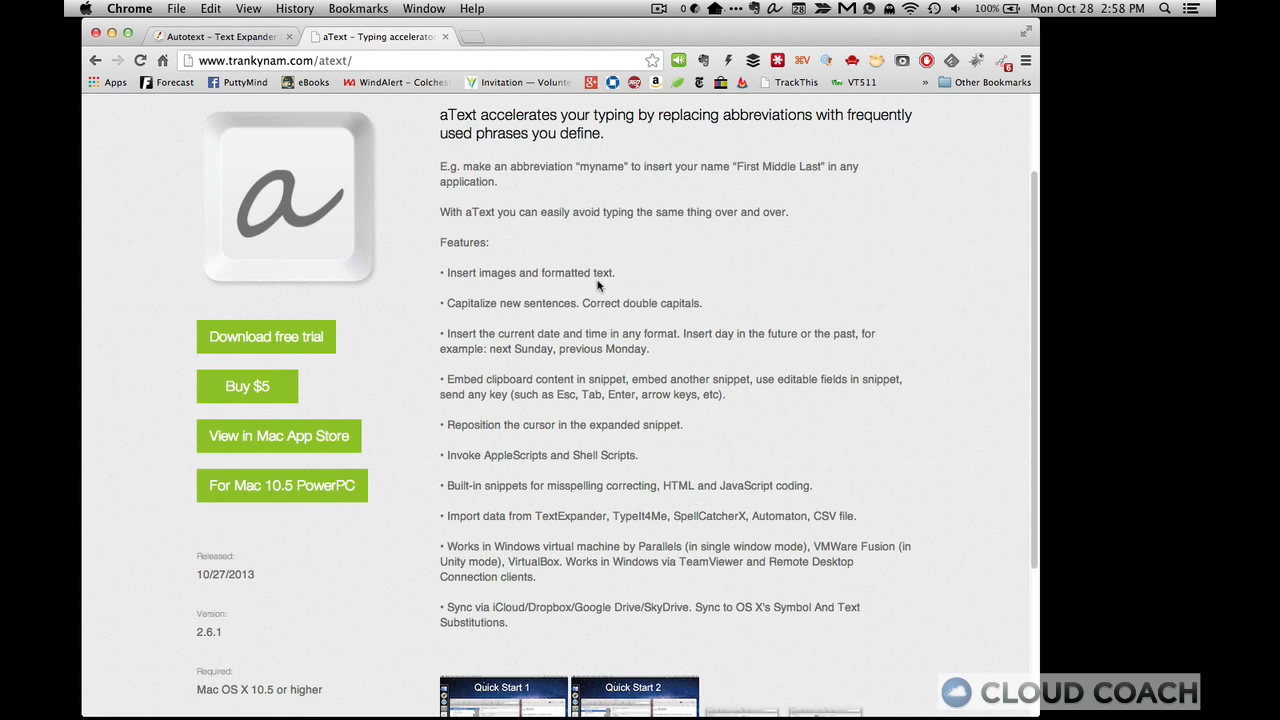 Chrome File Edit View History Bookmarks Window Help 0 28 100% Mon Oct 28 2:58 PM
Autotext - Text Expander aText - Typing accelerator
www.trankynam.com/atext/
Apps Forecast PuttyMind eBooks WindAlert - Colchest Invitation – Volunte TrackThis VT511 » Other Bookmarks
aText accelerates your typing by replacing abbreviations with frequently
used phrases you define.
E.g. make an abbreviation “myname” to insert your name “First Middle Last” in any
application.
With aText you can easily avoid typing the same thing over and over.
Features:
• Insert images and formatted text.
• Capitalize new sentences. Correct double capitals.
• Insert the current date and time in any format. Insert day in the future or the past, for
example: next Sunday, previous Monday.
• Embed clipboard content in snippet, embed another snippet, use editable fields in snippet,
send any key (such as Esc, Tab, Enter, arrow keys, etc).
• Reposition the cursor in the expanded snippet.
• Invoke AppleScripts and Shell Scripts.
• Built-in snippets for misspelling correcting, HTML and JavaScript coding.
• Import data from TextExpander, TypeIt4Me, SpellCatcherX, Automaton, CSV file.
• Works in Windows virtual machine by Parallels (in single window mode), VMWare Fusion (in
Unity mode), VirtualBox. Works in Windows via TeamViewer and Remote Desktop
Connection clients.
• Sync via iCloud/Dropbox/Google Drive/SkyDrive. Sync to OS X's Symbol And Text
Substitutions.
a
Download free trial
Buy $5
View in Mac App Store
For Mac 10.5 PowerPC
Released:
10/27/2013
Version:
2.6.1
Required:
Mac OS X 10.5 or higher
Quick Start 1 Quick Start 2
CLOUD COACH